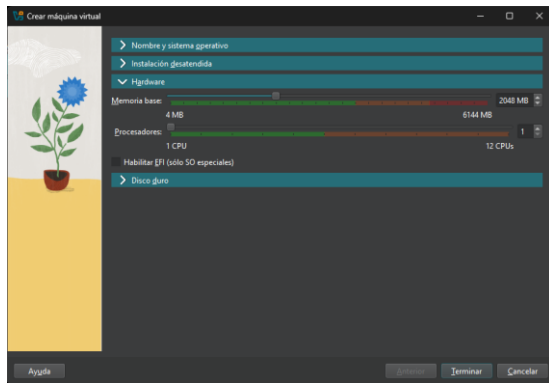 Crear máquina virtual
Nombre y sistema operativo
Instalación desatendida
Hardware
Memoria base:
2048 MB
4 MB
6144 MB
Procesadores:
1
1 CPU
12 CPUs
Habilitar EFI (sólo SO especiales)
Disco duro
Ayuda
Anterior
Terminar
Cancelar